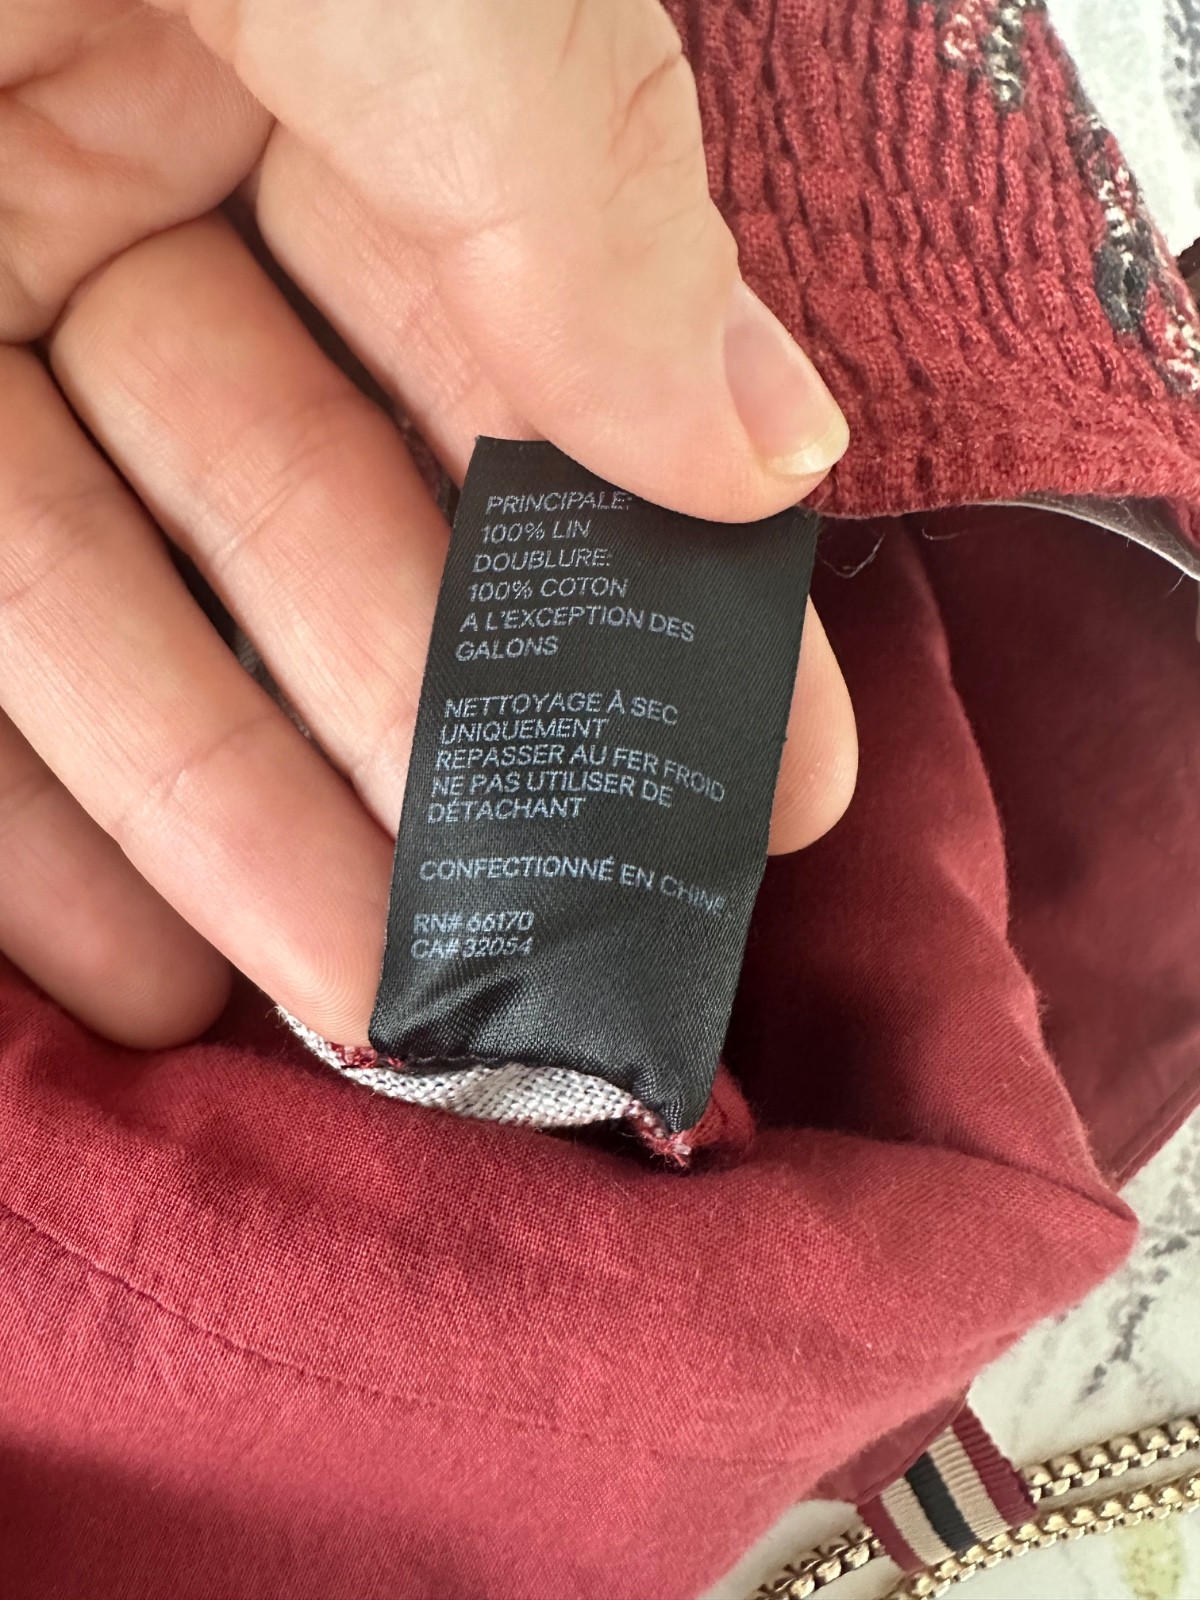 PRINCIPALE:
100% LIN
DOUBLURE:
100% COTON
A L'EXCEPTION DES
GALONS
NETTOYAGE À SEC
UNIQUEMENT
REPASSER AU FER FROID
NE PAS UTILISER DE
DÉTACHANT
CONFECTIONNÉ EN CHINE
RN# 66170
CA# 32054